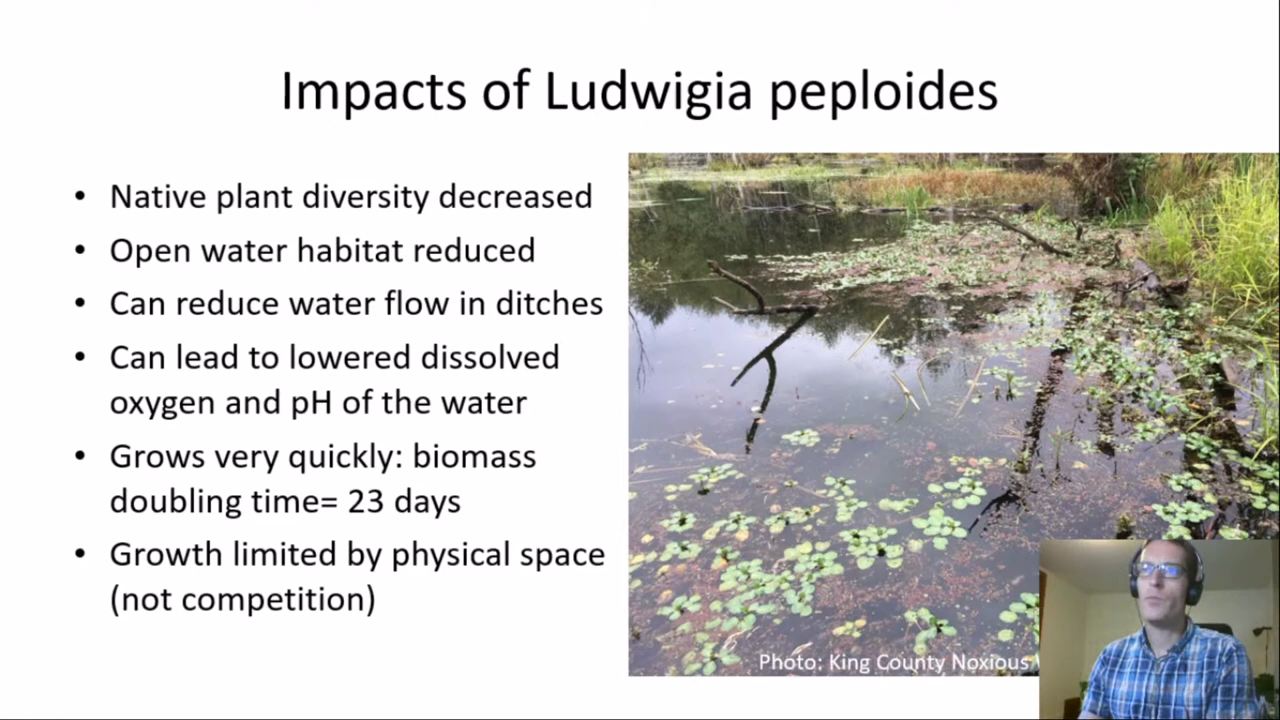 Impacts of Ludwigia peploides
• Native plant diversity decreased
• Open water habitat reduced
• Can reduce water flow in ditches
• Can lead to lowered dissolved
oxygen and pH of the water
• Grows very quickly: biomass
doubling time= 23 days
• Growth limited by physical space
(not competition)
Photo: King County Noxious